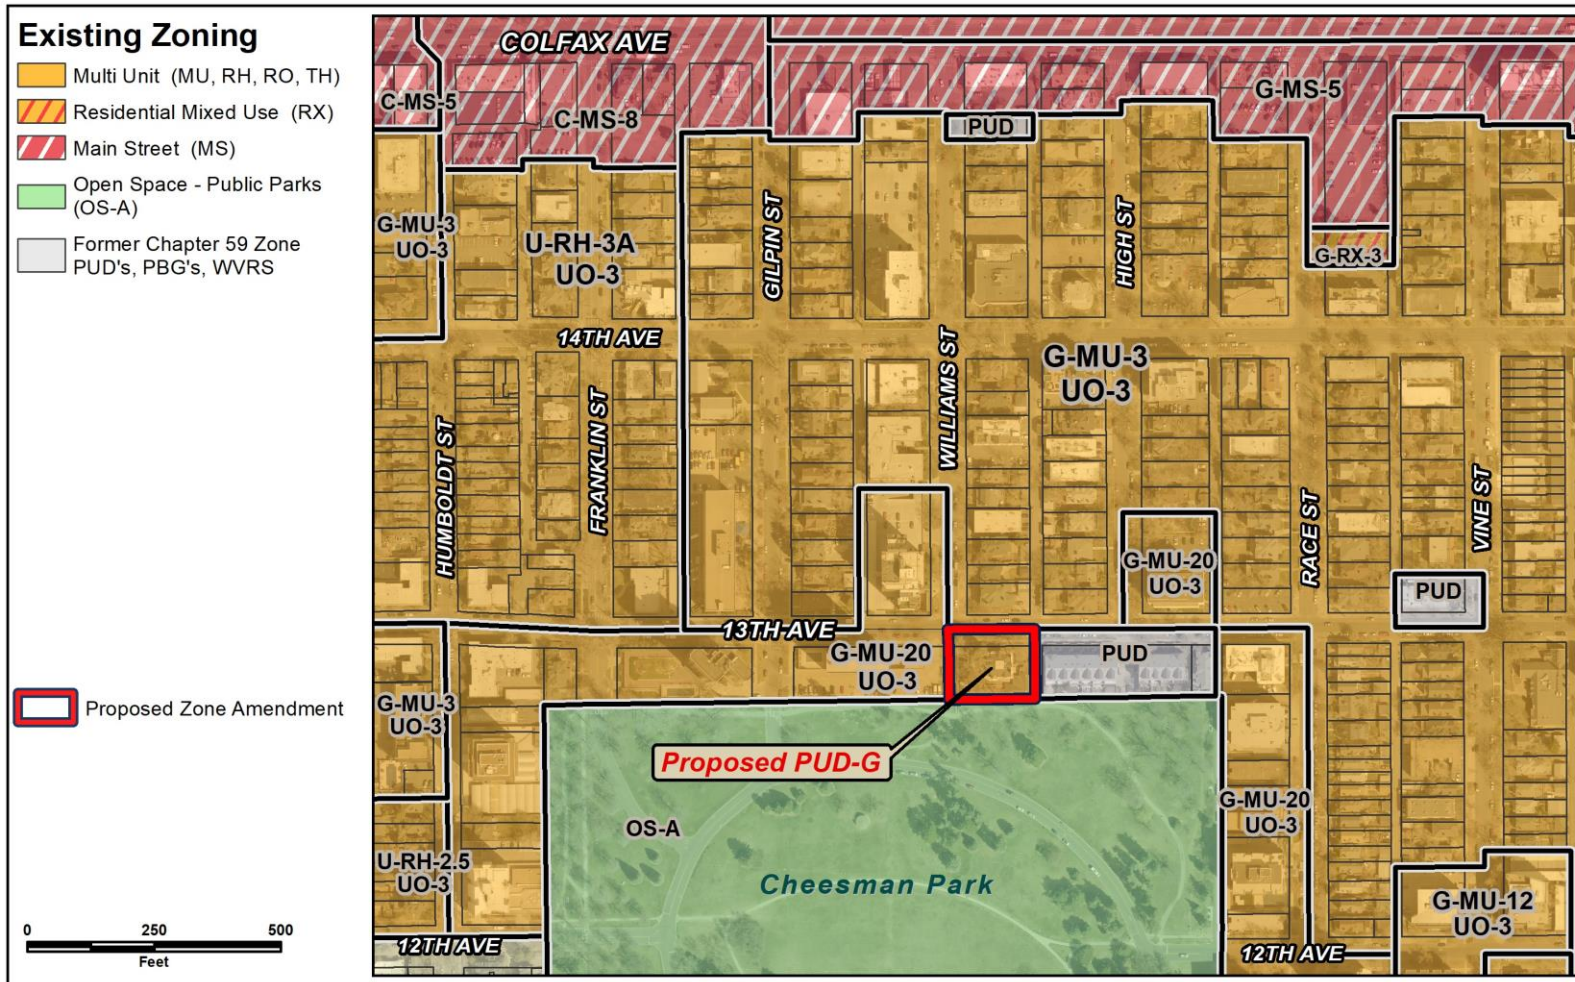 Existing Zoning
Multi Unit (MU, RH, RO, TH)
Residential Mixed Use (RX)
Main Street (MS)
Open Space - Public Parks
(OS-A)
Former Chapter 59 Zone
PUD's, PBG's, WVRS
Proposed Zone Amendment
0 250 500
Feet
COLFAX AVE
C-MS-5
C-MS-8
G-MS-5
PUD
G-MU-3
UO-3
U-RH-3A
UO-3
GILPIN ST
HIGH ST
G-RX-3
14TH AVE
WILLIAMS ST
G-MU-3
UO-3
HUMBOLDT ST
FRANKLIN ST
RACE ST
VINE ST
G-MU-20
UO-3
PUD
13TH AVE
G-MU-20
UO-3
PUD
G-MU-3
UO-3
Proposed PUD-G
OS-A
G-MU-20
UO-3
U-RH-2.5
UO-3
Cheesman Park
G-MU-12
UO-3
12TH AVE
12TH AVE